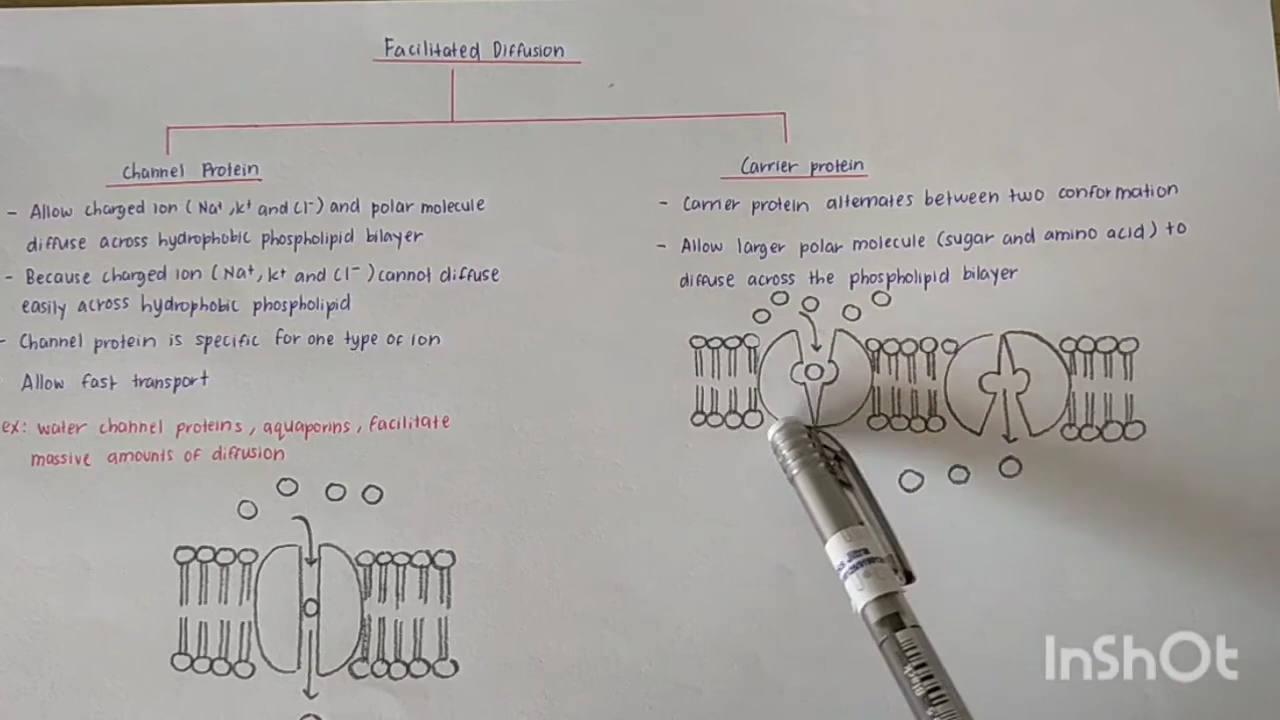 Facilitated Diffusion
Channel Protein
- Allow charged ion (Na⁺, K⁺ and Cl⁻) and polar molecule
diffuse across hydrophobic phospholipid bilayer
- Because charged ion (Na⁺, K⁺ and Cl⁻) cannot diffuse
easily across hydrophobic phospholipid
- Channel protein is specific for one type of ion
Allow fast transport
ex: water channel proteins, aquaporins, facilitate
massive amounts of diffusion
Carrier protein
- Carrier protein alternates between two conformation
- Allow larger polar molecule (sugar and amino acid) to
diffuse across the phospholipid bilayer
InShOt